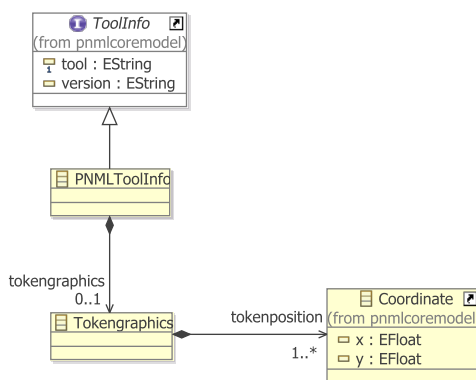 ToolInfo
(from pnmlcoremodel)
1 tool : EString
version : EString
PNMLToolInfo
tokengraphics
0..1
Tokengraphics
tokenposition
1..*
Coordinate
(from pnmlcoremodel)
x : EFloat
y : EFloat